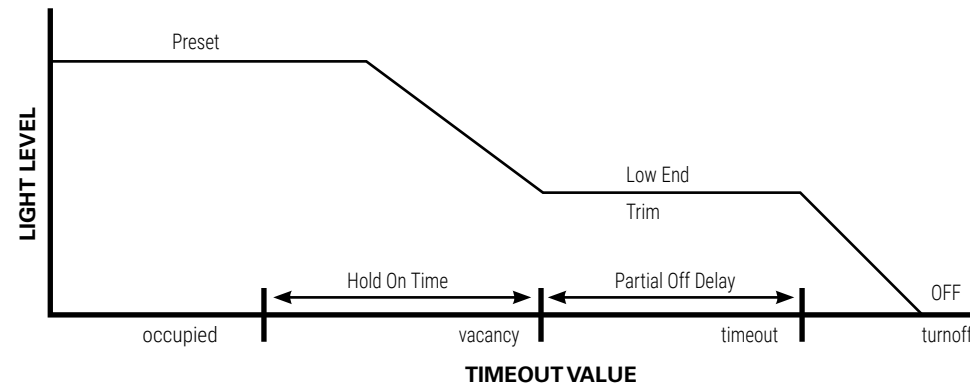 Preset
LIGHT LEVEL
Low End
Trim
Hold On Time
Partial Off Delay
OFF
occupied
vacancy
timeout
turnoff
TIMEOUT VALUE